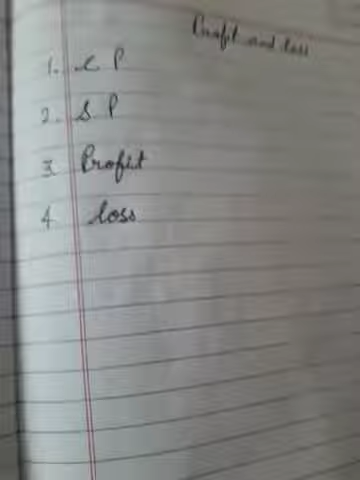 Profit and loss
1. C P
2. S P
3. Profit
4. loss